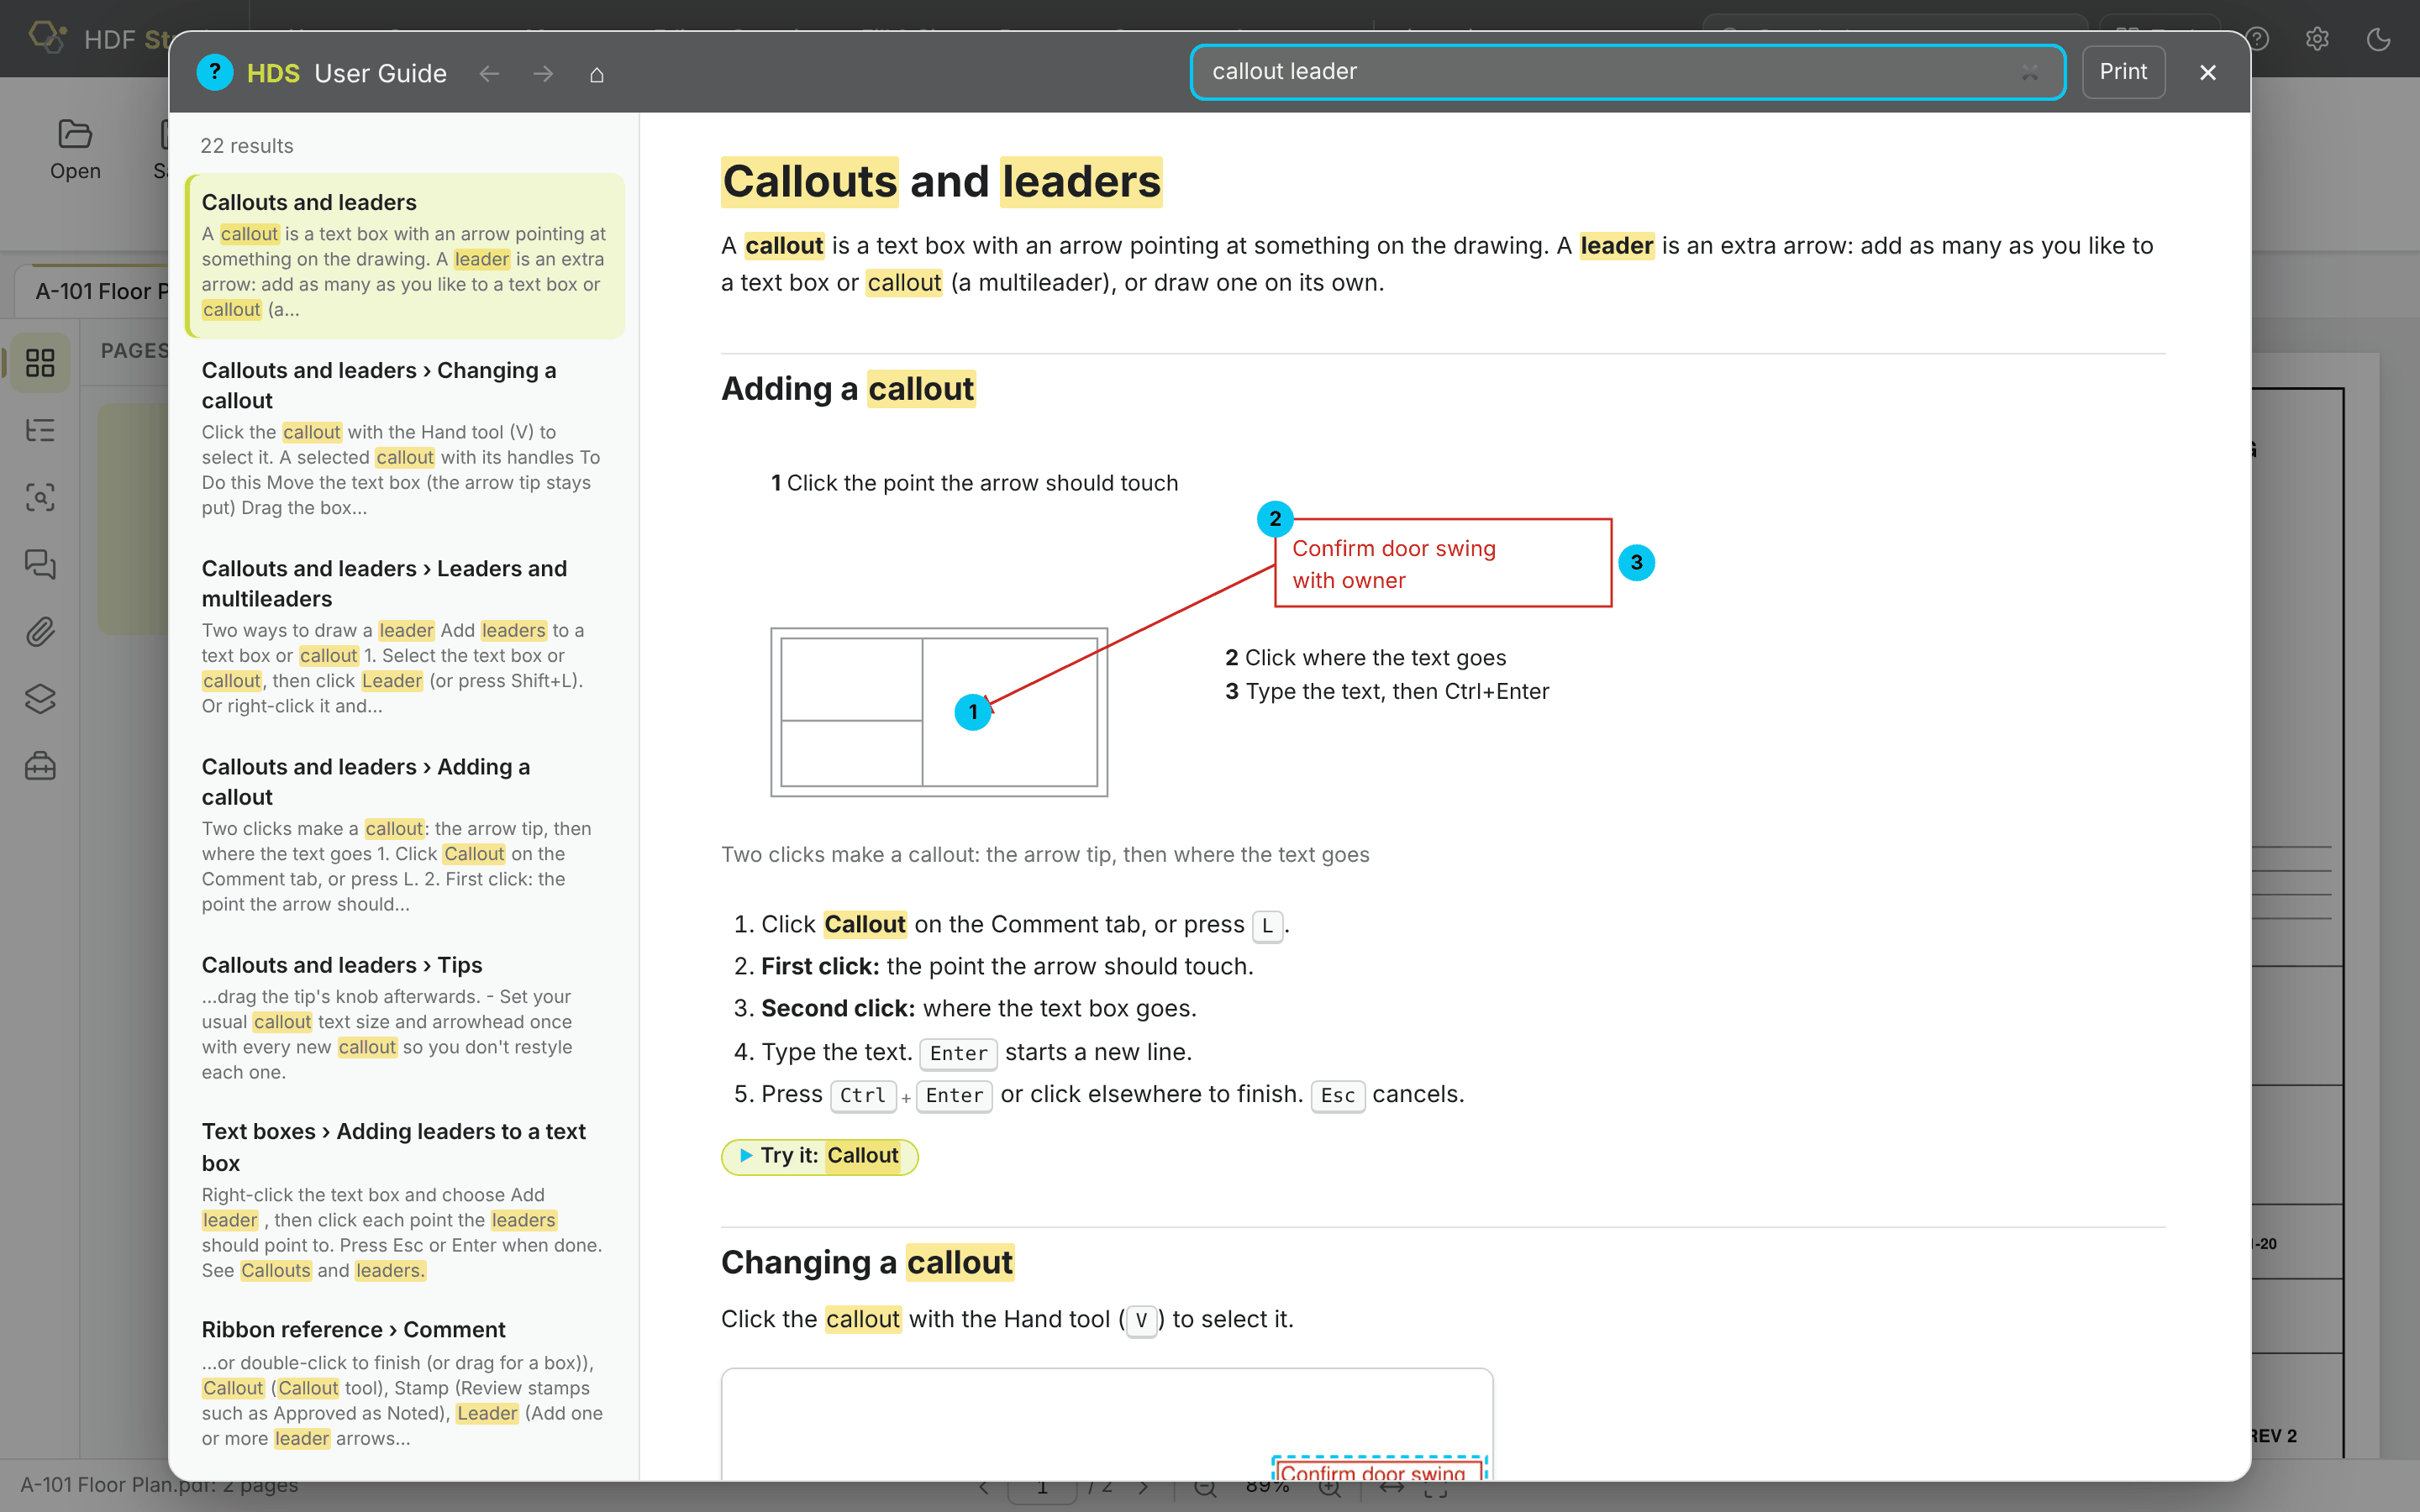 HDF
? HDS User Guide
callout leader
Print
Open
A-101 Floor P
PAGES
22 results
Callouts and leaders
A callout is a text box with an arrow pointing at
something on the drawing. A leader is an extra
arrow: add as many as you like to a text box or
callout (a...
Callouts and leaders › Changing a
callout
Click the callout with the Hand tool (V) to
select it. A selected callout with its handles To
Do this Move the text box (the arrow tip stays
put) Drag the box...
Callouts and leaders › Leaders and
multileaders
Two ways to draw a leader Add leaders to a
text box or callout 1. Select the text box or
callout, then click Leader (or press Shift+L).
Or right-click it and...
Callouts and leaders › Adding a
callout
Two clicks make a callout: the arrow tip, then
where the text goes 1. Click Callout on the
Comment tab, or press L. 2. First click: the
point the arrow should...
Callouts and leaders › Tips
...drag the tip's knob afterwards. - Set your
usual callout text size and arrowhead once
with every new callout so you don't restyle
each one.
Text boxes › Adding leaders to a text
box
Right-click the text box and choose Add
leader , then click each point the leaders
should point to. Press Esc or Enter when done.
See Callouts and leaders.
Ribbon reference › Comment
...or double-click to finish (or drag for a box)),
Callout (Callout tool), Stamp (Review stamps
such as Approved as Noted), Leader (Add one
or more leader arrows...
Callouts and leaders
A callout is a text box with an arrow pointing at something on the drawing. A leader is an extra arrow: add as many as you like to
a text box or callout (a multileader), or draw one on its own.
Adding a callout
1 Click the point the arrow should touch
2
Confirm door swing
with owner
3
1
2 Click where the text goes
3 Type the text, then Ctrl+Enter
Two clicks make a callout: the arrow tip, then where the text goes
1. Click Callout on the Comment tab, or press L.
2. First click: the point the arrow should touch.
3. Second click: where the text box goes.
4. Type the text. Enter starts a new line.
5. Press Ctrl + Enter or click elsewhere to finish. Esc cancels.
Try it: Callout
Changing a callout
Click the callout with the Hand tool (V) to select it.
Confirm door swing
-20
REV 2
A-101 Floor Plan.pdf: 2 pages
1 / 2
89%